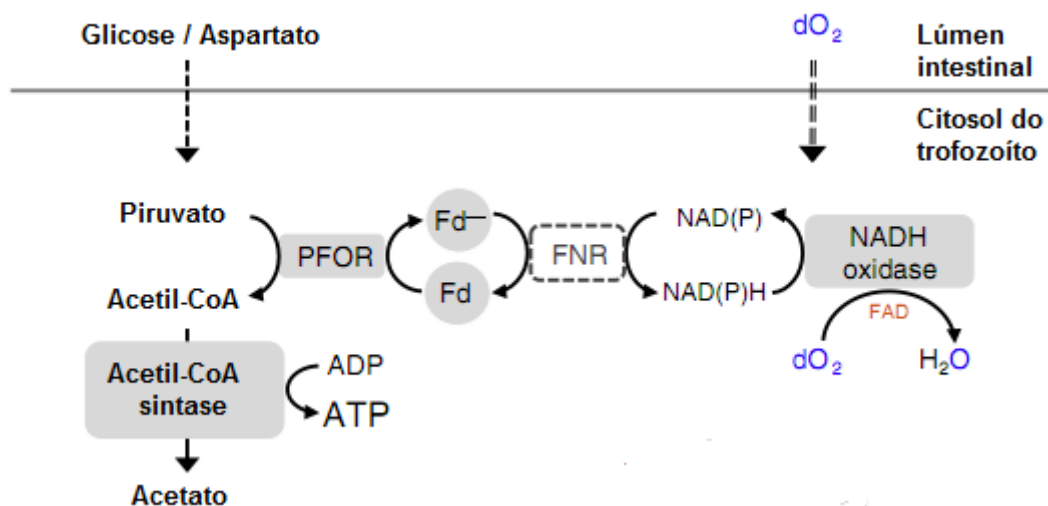 Glicose / Aspartato
dO₂
Lúmen
intestinal
Citosol do
trofozoíto
Piruvato
Fd—
NAD(P)
NADH
oxidase
PFOR
FNR
Fd
Acetil-CoA
NAD(P)H
FAD
dO₂
H₂O
Acetil-CoA
sintase
ADP
ATP
Acetato